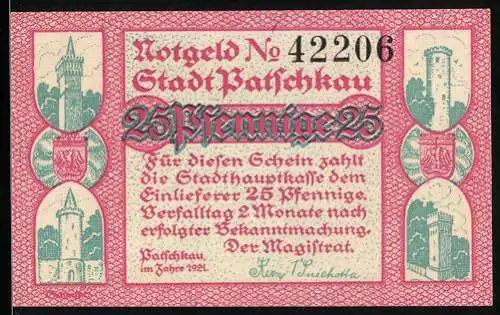 Notgeld No 42206
Stadt Patschkau
25 Pfennige 25
Für diesen Schein zahlt
die Stadthauptkasse dem
Einlieferer 25 Pfennige.
Verfalltag 2 Monate nach
erfolgter Bekanntmachung.
Der Magistrat.
Patschkau,
im Jahre 1921.